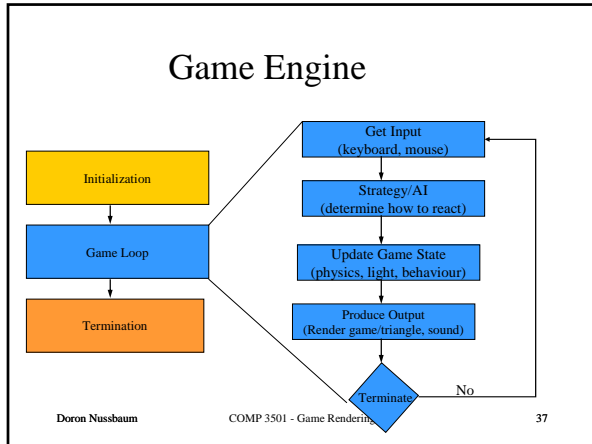 Game Engine
Initialization
Game Loop
Termination
Get Input
(keyboard, mouse)
Strategy/AI
(determine how to react)
Update Game State
(physics, light, behaviour)
Produce Output
(Render game/triangle, sound)
Terminate
No
Doron Nussbaum
COMP 3501 - Game Rendering
37